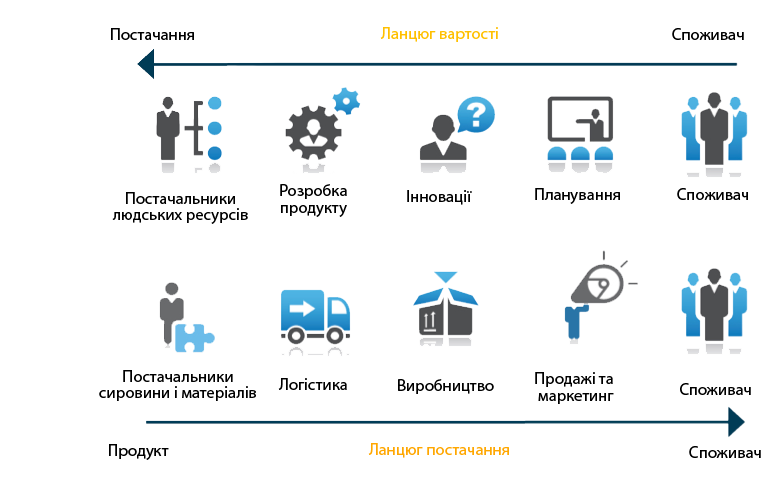 Постачання Ланцюг вартості Споживач
Постачальники
людських ресурсів
Розробка
продукту
Інновації
Планування
Споживач
Постачальники
сировини і матеріалів
Логістика
Виробництво
Продажі та
маркетинг
Споживач
Продукт Ланцюг постачання Споживач